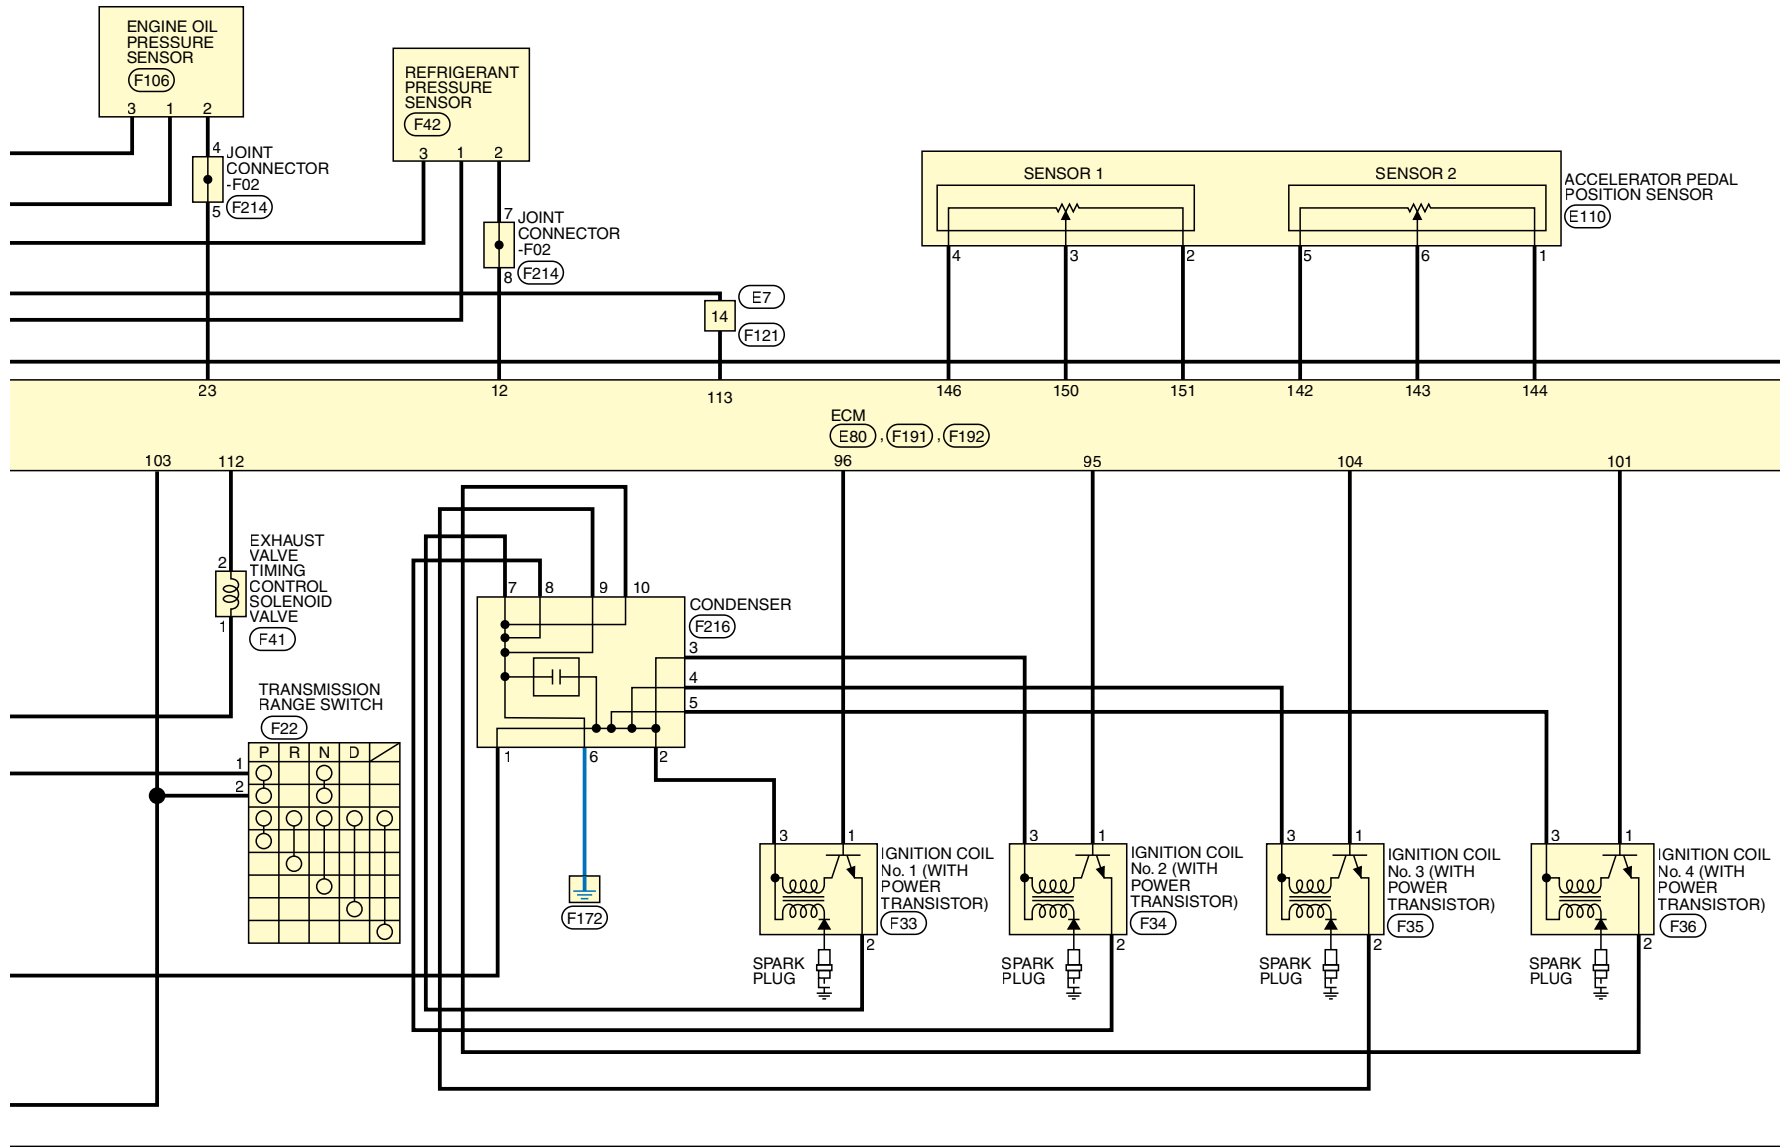 ENGINE OIL
PRESSURE
SENSOR
F106
3 1 2
4
JOINT
CONNECTOR
-F02
F214
5
REFRIGERANT
PRESSURE
SENSOR
F42
3 1 2
7
JOINT
CONNECTOR
-F02
F214
8
E7
14
F121
SENSOR 1
SENSOR 2
ACCELERATOR PEDAL
POSITION SENSOR
E110
4 3 2 5 6 1
23 12 113 146 150 151 142 143 144
ECM
E80 , F191 , F192
103 112 96 95 104 101
2
EXHAUST
VALVE
TIMING
CONTROL
SOLENOID
VALVE
F41
1
7 8 9 10
CONDENSER
F216
3
4
5
1 6 2
F172
TRANSMISSION
RANGE SWITCH
F22
P R N D
1
2
3 1
IGNITION COIL
No. 1 (WITH
POWER
TRANSISTOR)
F33
2
SPARK
PLUG
3 1
IGNITION COIL
No. 2 (WITH
POWER
TRANSISTOR)
F34
2
SPARK
PLUG
3 1
IGNITION COIL
No. 3 (WITH
POWER
TRANSISTOR)
F35
2
SPARK
PLUG
3 1
IGNITION COIL
No. 4 (WITH
POWER
TRANSISTOR)
F36
2
SPARK
PLUG